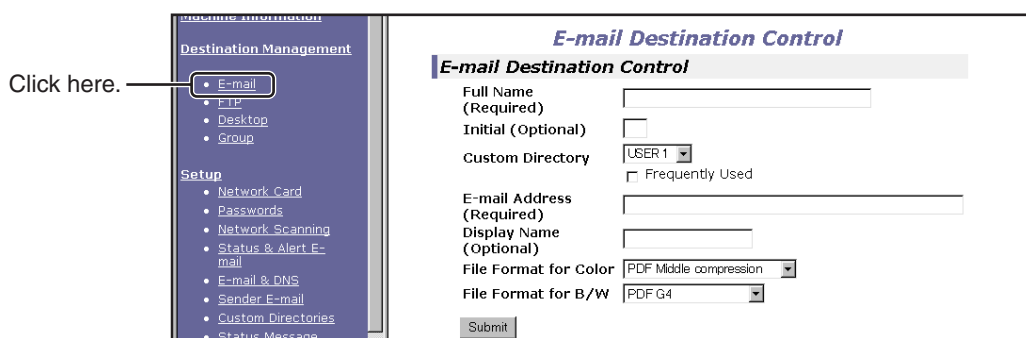 Machine Information
Destination Management
Click here.
E-mail
FTP
Desktop
Group
Setup
Network Card
Passwords
Network Scanning
Status & Alert E-
mail
E-mail & DNS
Sender E-mail
Custom Directories
Status Message
E-mail Destination Control
E-mail Destination Control
Full Name
(Required)
Initial (Optional)
Custom Directory
USER 1
Frequently Used
E-mail Address
(Required)
Display Name
(Optional)
File Format for Color
PDF Middle compression
File Format for B/W
PDF G4
Submit